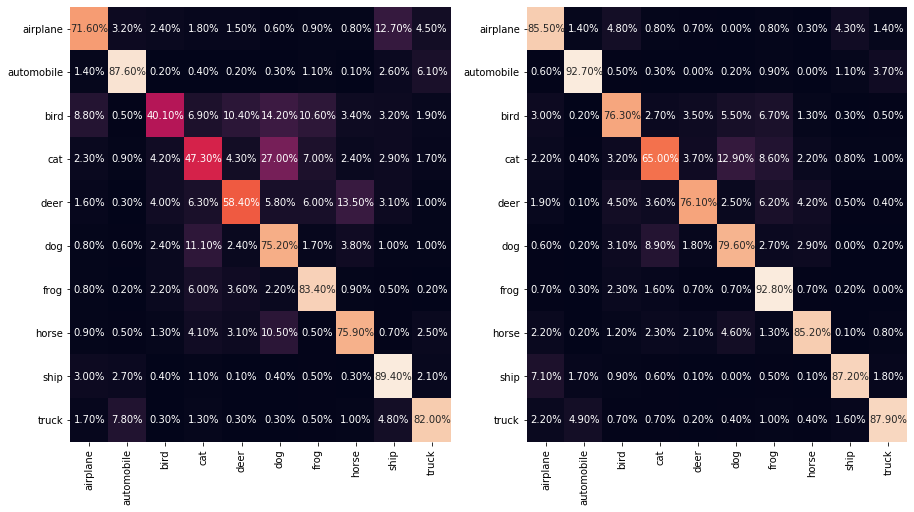 airplane 71.60% 3.20% 2.40% 1.80% 1.50% 0.60% 0.90% 0.80% 12.70% 4.50%
automobile 1.40% 87.60% 0.20% 0.40% 0.20% 0.30% 1.10% 0.10% 2.60% 6.10%
bird 8.80% 0.50% 40.10% 6.90% 10.40% 14.20% 10.60% 3.40% 3.20% 1.90%
cat 2.30% 0.90% 4.20% 47.30% 4.30% 27.00% 7.00% 2.40% 2.90% 1.70%
deer 1.60% 0.30% 4.00% 6.30% 58.40% 5.80% 6.00% 13.50% 3.10% 1.00%
dog 0.80% 0.60% 2.40% 11.10% 2.40% 75.20% 1.70% 3.80% 1.00% 1.00%
frog 0.80% 0.20% 2.20% 6.00% 3.60% 2.20% 83.40% 0.90% 0.50% 0.20%
horse 0.90% 0.50% 1.30% 4.10% 3.10% 10.50% 0.50% 75.90% 0.70% 2.50%
ship 3.00% 2.70% 0.40% 1.10% 0.10% 0.40% 0.50% 0.30% 89.40% 2.10%
truck 1.70% 7.80% 0.30% 1.30% 0.30% 0.30% 0.50% 1.00% 4.80% 82.00%
airplane automobile bird cat deer dog frog horse ship truck
airplane 85.50% 1.40% 4.80% 0.80% 0.70% 0.00% 0.80% 0.30% 4.30% 1.40%
automobile 0.60% 92.70% 0.50% 0.30% 0.00% 0.20% 0.90% 0.00% 1.10% 3.70%
bird 3.00% 0.20% 76.30% 2.70% 3.50% 5.50% 6.70% 1.30% 0.30% 0.50%
cat 2.20% 0.40% 3.20% 65.00% 3.70% 12.90% 8.60% 2.20% 0.80% 1.00%
deer 1.90% 0.10% 4.50% 3.60% 76.10% 2.50% 6.20% 4.20% 0.50% 0.40%
dog 0.60% 0.20% 3.10% 8.90% 1.80% 79.60% 2.70% 2.90% 0.00% 0.20%
frog 0.70% 0.30% 2.30% 1.60% 0.70% 0.70% 92.80% 0.70% 0.20% 0.00%
horse 2.20% 0.20% 1.20% 2.30% 2.10% 4.60% 1.30% 85.20% 0.10% 0.80%
ship 7.10% 1.70% 0.90% 0.60% 0.10% 0.00% 0.50% 0.10% 87.20% 1.80%
truck 2.20% 4.90% 0.70% 0.70% 0.20% 0.40% 1.00% 0.40% 1.60% 87.90%
airplane automobile bird cat deer dog frog horse ship truck